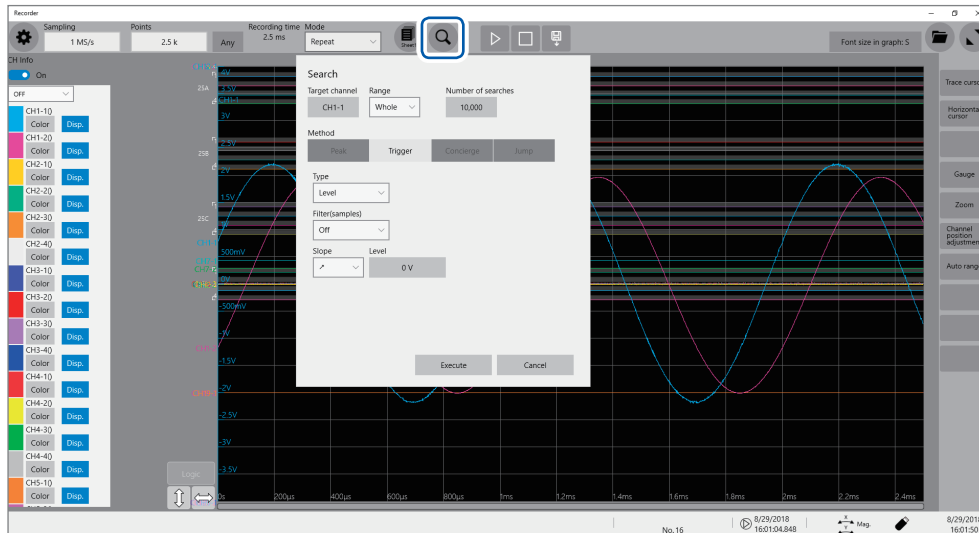 Recorder
Sampling
1 MS/s
Points
2.5 k
Any
Recording time
2.5 ms
Mode
Repeat
Sheet1
Font size in graph: S
CH Info
On
OFF
CH1-1()
Color Disp.
CH1-2()
Color Disp.
CH2-1()
Color Disp.
CH2-2()
Color Disp.
CH2-3()
Color Disp.
CH2-4()
Color Disp.
CH3-1()
Color Disp.
CH3-2()
Color Disp.
CH3-3()
Color Disp.
CH3-4()
Color Disp.
CH4-1()
Color Disp.
CH4-2()
Color Disp.
CH4-3()
Color Disp.
CH4-4()
Color Disp.
CH5-1()
Color Disp.
25A
25B
25C
4V
3.5V
3V
2.5V
2V
1.5V
500mV
0V
-500mV
-1V
-1.5V
-2V
-2.5V
-3V
-3.5V
Search
Target channel
CH1-1
Range
Whole
Number of searches
10,000
Method
Peak Trigger Concierge Jump
Type
Level
Filter(samples)
Off
Slope
↗
Level
0 V
Execute Cancel
Trace curso
Horizonta
cursor
Gauge
Zoom
Channel
position
adjustmen
Auto range
Logic
0s 200µs 400µs 600µs 800µs 1ms 1.2ms 1.4ms 1.6ms 1.8ms 2ms 2.2ms 2.4ms
No. 16
8/29/2018
16:01:04.848
X
Y
Mag.
8/29/2018
16:01:50